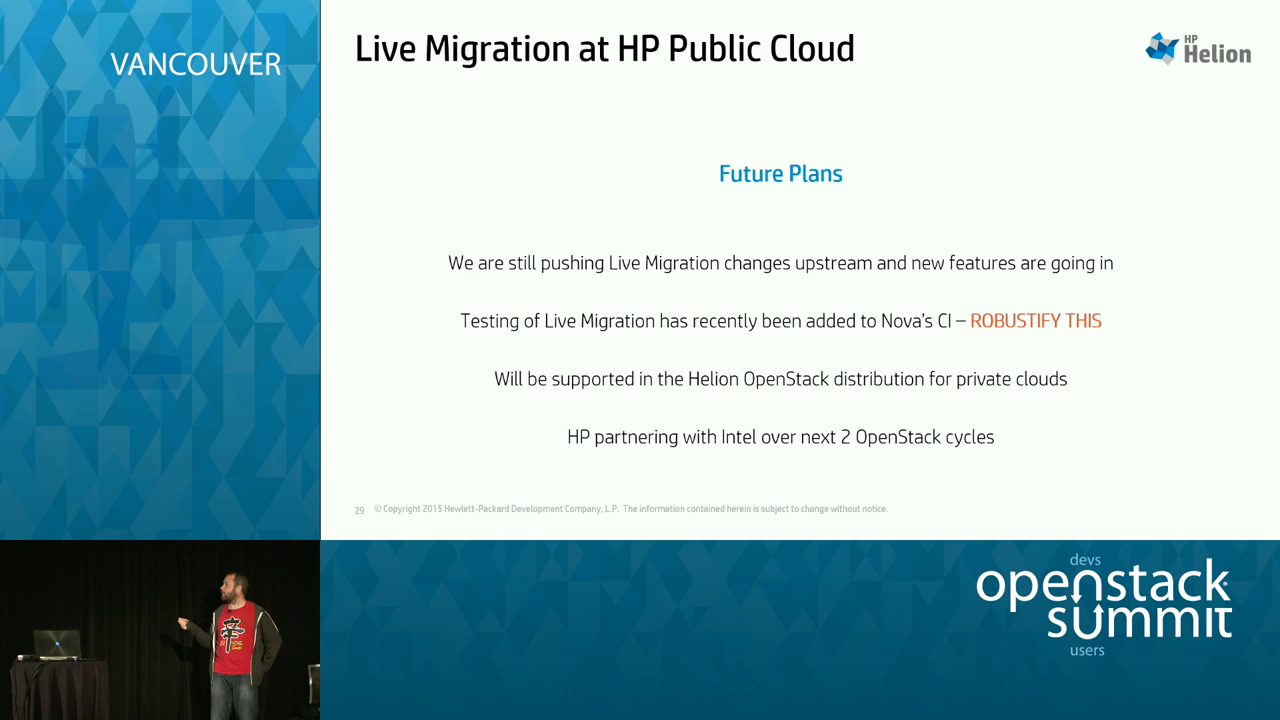 VANCOUVER
Live Migration at HP Public Cloud
HP
Helion
Future Plans
We are still pushing Live Migration changes upstream and new features are going in
Testing of Live Migration has recently been added to Nova's CI – ROBUSTIFY THIS
Will be supported in the Helion OpenStack distribution for private clouds
HP partnering with Intel over next 2 OpenStack cycles
29 © Copyright 2015 Hewlett-Packard Development Company, L.P. The information contained herein is subject to change without notice.
devs
openstack
summit
users
辛